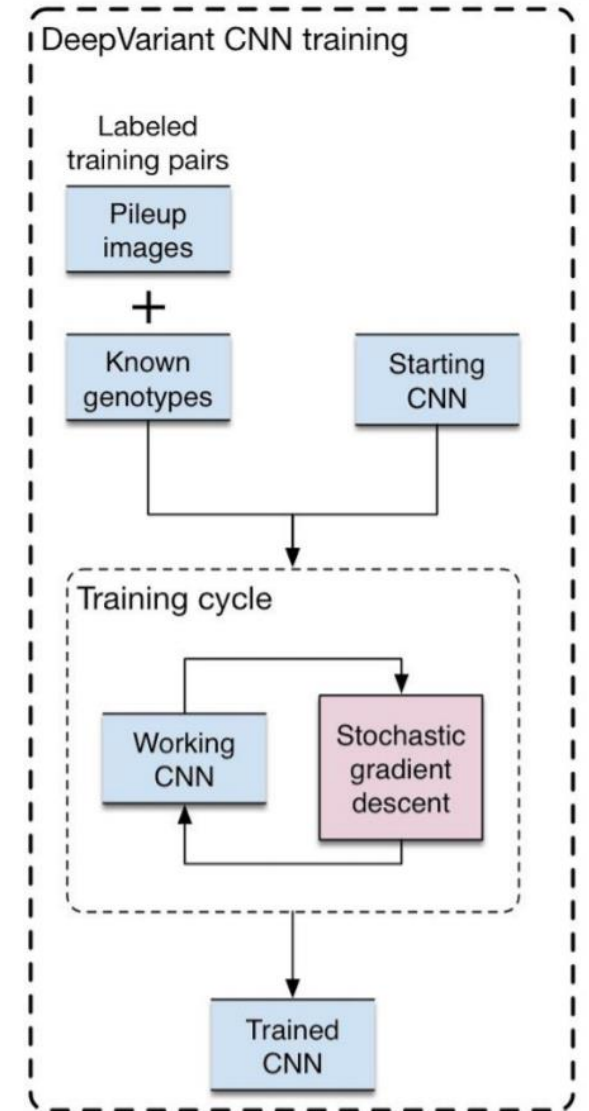 DeepVariant CNN training
Labeled
training pairs
Pileup
images
+
Known
genotypes
Starting
CNN
Training cycle
Working
CNN
Stochastic
gradient
descent
Trained
CNN